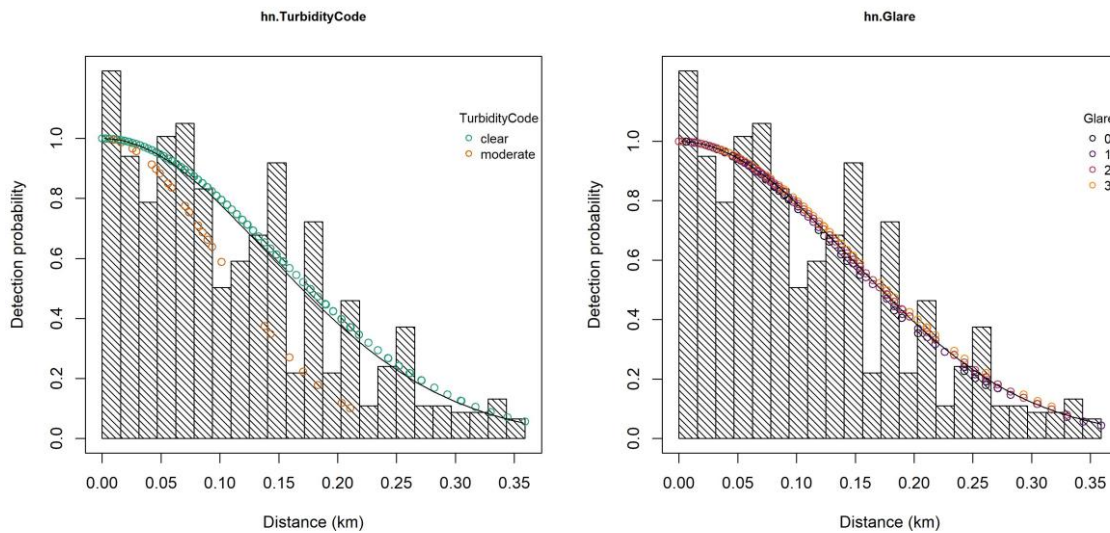 hn.TurbidityCode
Detection probability
1.0
0.8
0.6
0.4
0.2
0.0
TurbidityCode
clear
moderate
0.00 0.05 0.10 0.15 0.20 0.25 0.30 0.35
Distance (km)
hn.Glare
Detection probability
1.0
0.8
0.6
0.4
0.2
0.0
Glare
0
1
2
3
0.00 0.05 0.10 0.15 0.20 0.25 0.30 0.35
Distance (km)